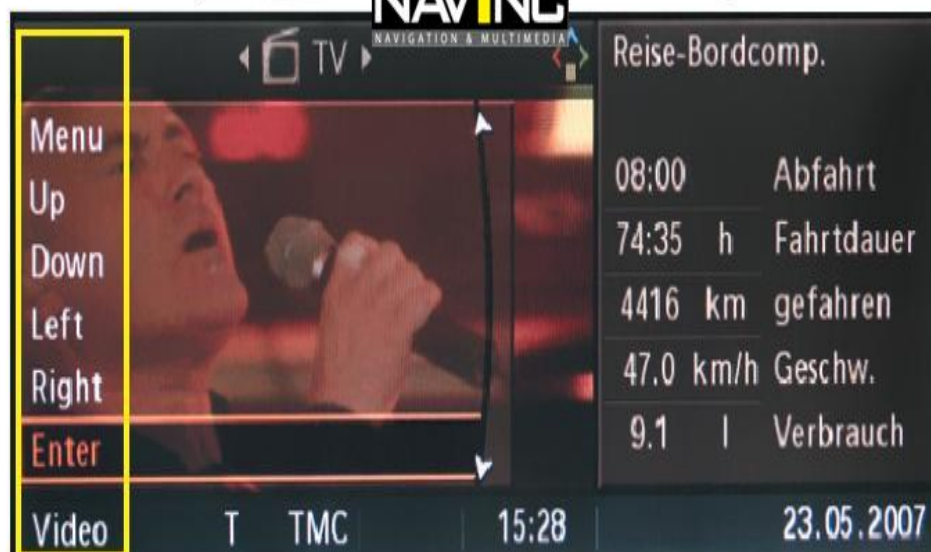 NAVINC
NAVIGATION & MULTIMEDIA
TV
Menu
Up
Down
Left
Right
Enter
Video T TMC 15:28
Reise-Bordcomp.
08:00 Abfahrt
74:35 h Fahrtdauer
4416 km gefahren
47.0 km/h Geschw.
9.1 l Verbrauch
23.05.2007